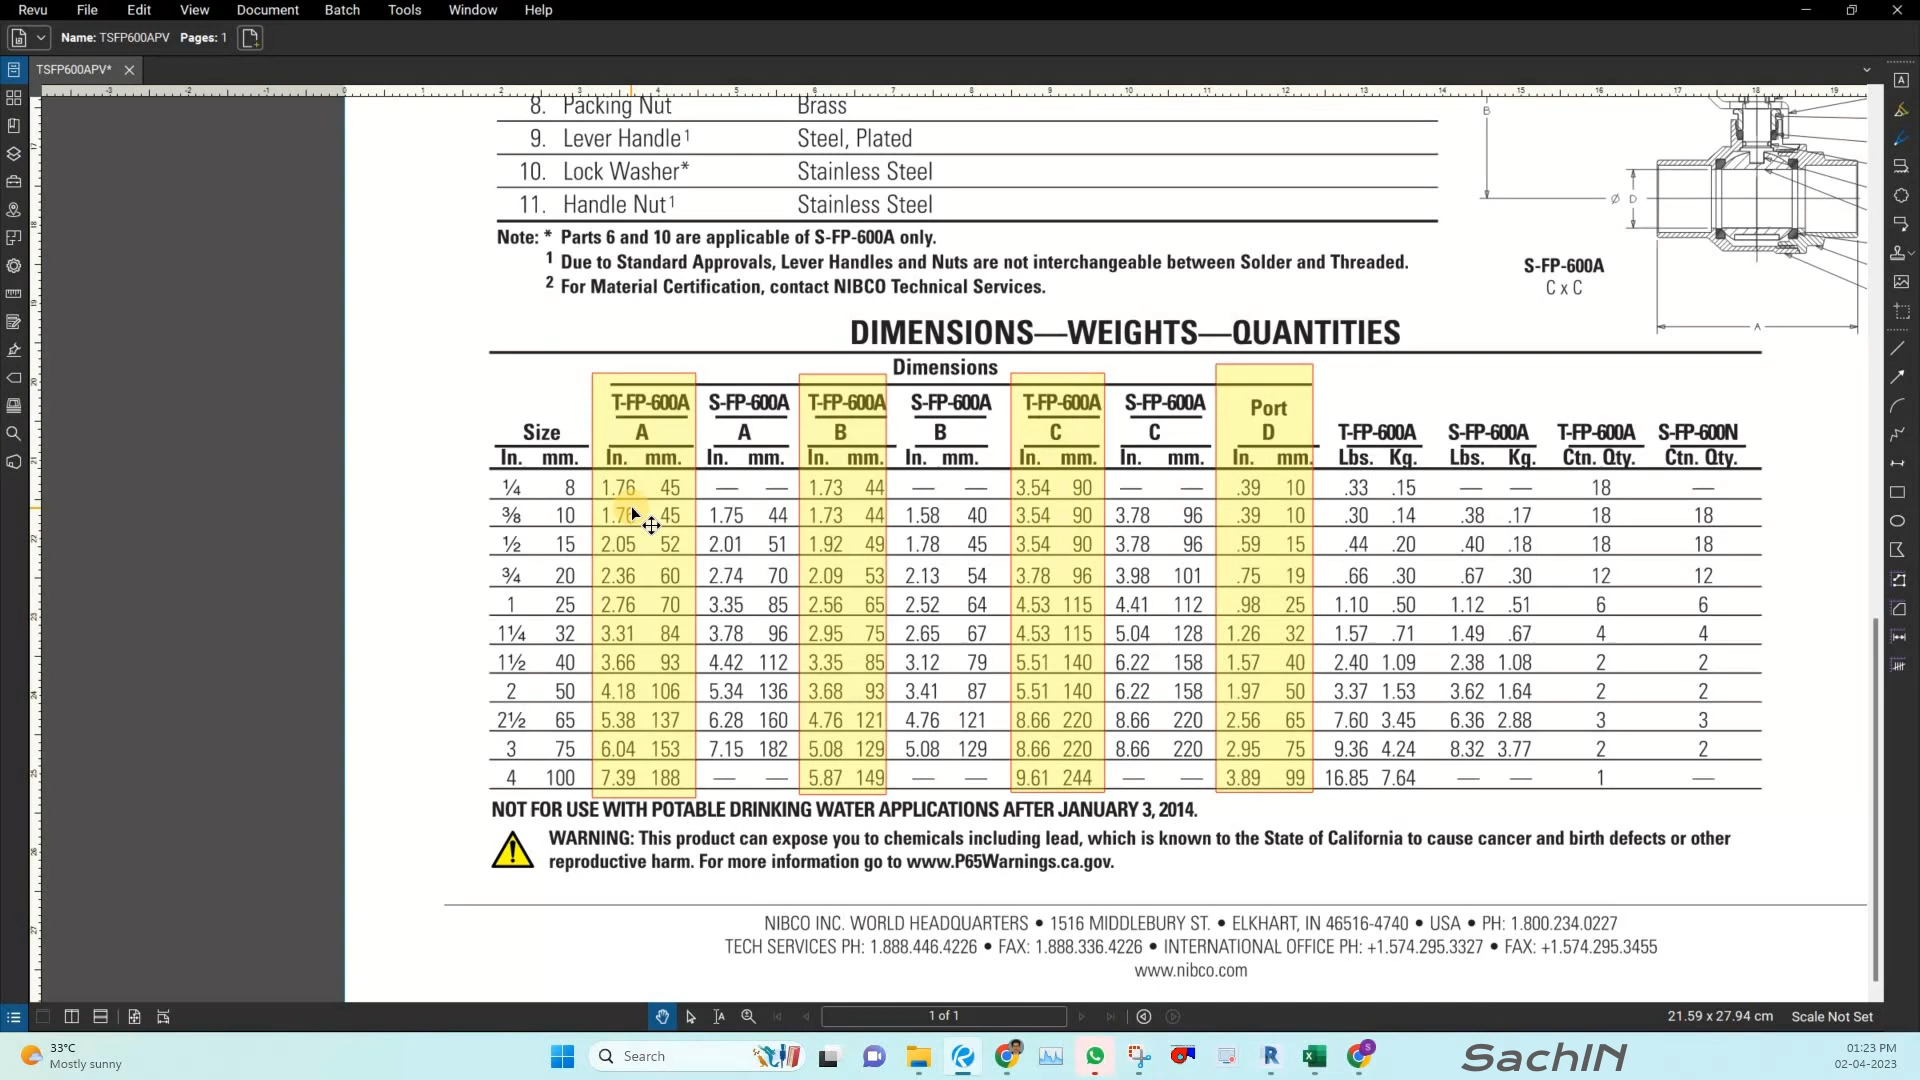 Revu File Edit View Document Batch Tools Window Help
Name: TSFP600APV Pages: 1
TSFP600APV*
-3 -2 -1 0 1 2 3 4 5 6 7 8 9 10 11 12 13 14 15 16 17 18 19
8. Packing Nut Brass
9. Lever Handle¹ Steel, Plated
10. Lock Washer* Stainless Steel
11. Handle Nut¹ Stainless Steel
B
Ø D
A
S-FP-600A
C x C
Note: * Parts 6 and 10 are applicable of S-FP-600A only.
1 Due to Standard Approvals, Lever Handles and Nuts are not interchangeable between Solder and Threaded.
2 For Material Certification, contact NIBCO Technical Services.
DIMENSIONS—WEIGHTS—QUANTITIES
Dimensions
T-FP-600A S-FP-600A T-FP-600A S-FP-600A T-FP-600A S-FP-600A Port
Size A A B B C C D T-FP-600A S-FP-600A T-FP-600A S-FP-600N
In. mm. In. mm. In. mm. In. mm. In. mm. In. mm. In. mm. In. mm. Lbs. Kg. Lbs. Kg. Ctn. Qty. Ctn. Qty.
¼ 8 1.76 45 — — 1.73 44 — — 3.54 90 — — .39 10 .33 .15 — — 18 —
⅜ 10 1.76 45 1.75 44 1.73 44 1.58 40 3.54 90 3.78 96 .39 10 .30 .14 .38 .17 18 18
½ 15 2.05 52 2.01 51 1.92 49 1.78 45 3.54 90 3.78 96 .59 15 .44 .20 .40 .18 18 18
¾ 20 2.36 60 2.74 70 2.09 53 2.13 54 3.78 96 3.98 101 .75 19 .66 .30 .67 .30 12 12
1 25 2.76 70 3.35 85 2.56 65 2.52 64 4.53 115 4.41 112 .98 25 1.10 .50 1.12 .51 6 6
1¼ 32 3.31 84 3.78 96 2.95 75 2.65 67 4.53 115 5.04 128 1.26 32 1.57 .71 1.49 .67 4 4
1½ 40 3.66 93 4.42 112 3.35 85 3.12 79 5.51 140 6.22 158 1.57 40 2.40 1.09 2.38 1.08 2 2
2 50 4.18 106 5.34 136 3.68 93 3.41 87 5.51 140 6.22 158 1.97 50 3.37 1.53 3.62 1.64 2 2
2½ 65 5.38 137 6.28 160 4.76 121 4.76 121 8.66 220 8.66 220 2.56 65 7.60 3.45 6.36 2.88 3 3
3 75 6.04 153 7.15 182 5.08 129 5.08 129 8.66 220 8.66 220 2.95 75 9.36 4.24 8.32 3.77 2 2
4 100 7.39 188 — — 5.87 149 — — 9.61 244 — — 3.89 99 16.85 7.64 — — 1 —
NOT FOR USE WITH POTABLE DRINKING WATER APPLICATIONS AFTER JANUARY 3, 2014.
WARNING: This product can expose you to chemicals including lead, which is known to the State of California to cause cancer and birth defects or other
reproductive harm. For more information go to www.P65Warnings.ca.gov.
NIBCO INC. WORLD HEADQUARTERS • 1516 MIDDLEBURY ST. • ELKHART, IN 46516-4740 • USA • PH: 1.800.234.0227
TECH SERVICES PH: 1.888.446.4226 • FAX: 1.888.336.4226 • INTERNATIONAL OFFICE PH: +1.574.295.3327 • FAX: +1.574.295.3455
www.nibco.com
1 of 1
21.59 x 27.94 cm Scale Not Set
33°C
Mostly sunny
Search
SachIN
01:23 PM
02-04-2023